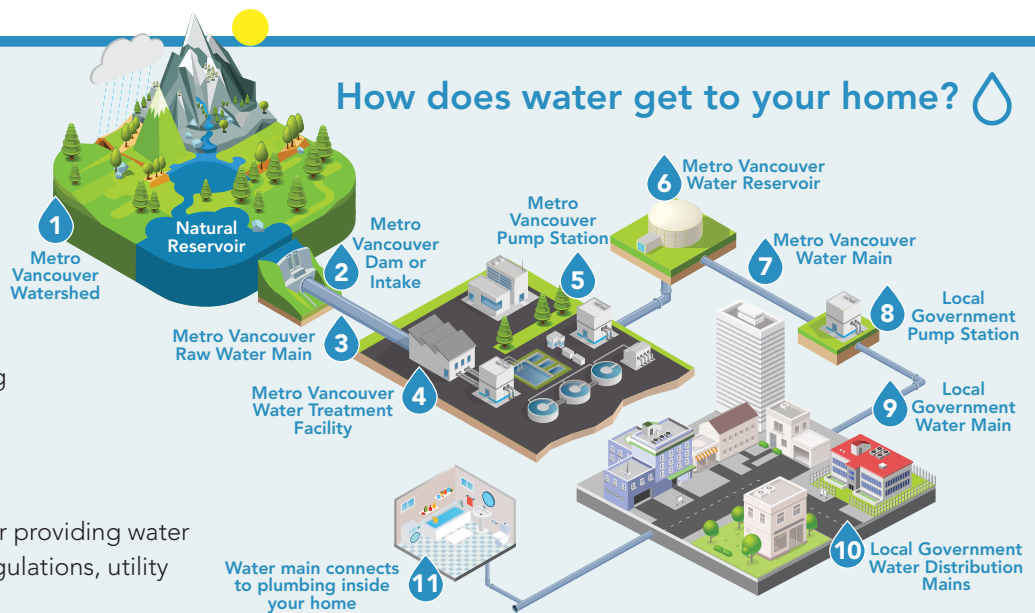 How does water get to your home?
1
Metro
Vancouver
Watershed
Natural
Reservoir
2
Metro
Vancouver
Dam or
Intake
3
Metro Vancouver
Raw Water Main
4
Metro Vancouver
Water Treatment
Facility
5
Metro
Vancouver
Pump Station
6
Metro Vancouver
Water Reservoir
7
Metro Vancouver
Water Main
8
Local
Government
Pump Station
9
Local
Government
Water Main
10
Local Government
Water Distribution
Mains
11
Water main connects
to plumbing inside
your home
g
r providing water
gulations, utility